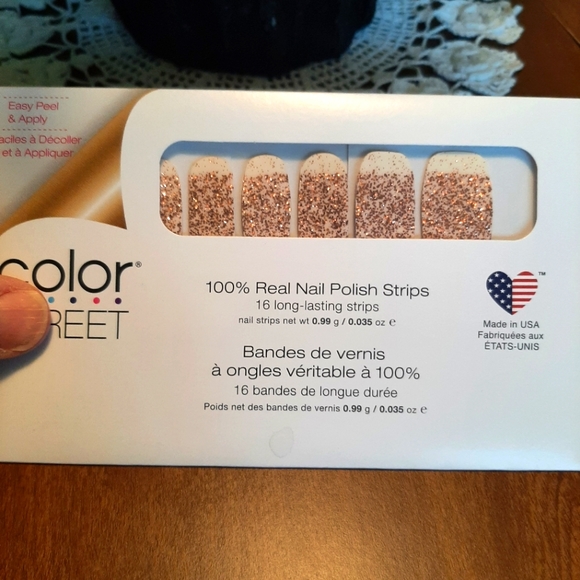 Easy Peel
& Apply
aciles à Décoller
et à Appliquer
color®
REET
100% Real Nail Polish Strips
16 long-lasting strips
nail strips net wt 0.99 g / 0.035 oz e
Bandes de vernis
à ongles véritable à 100%
16 bandes de longue durée
Poids net des bandes de vernis 0.99 g / 0.035 oz e
TM
Made in USA
Fabriquées aux
ÉTATS-UNIS